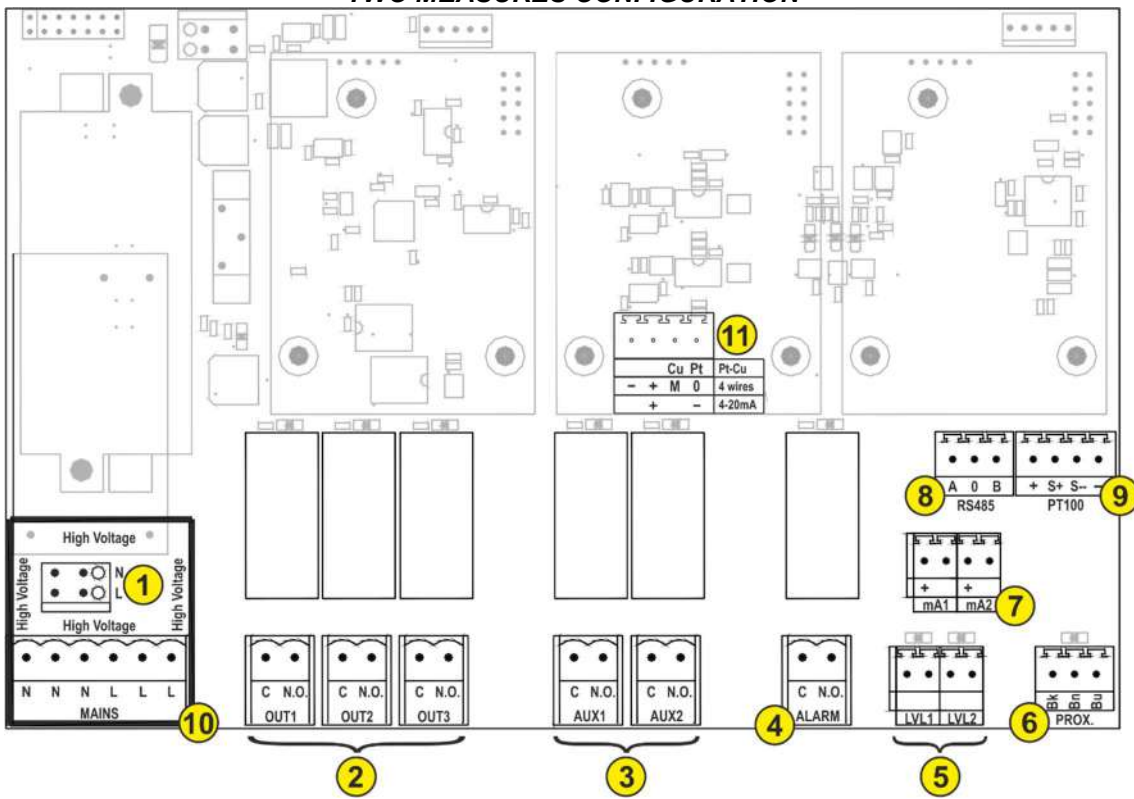 TWO MEASURES CONFIGURATION
11
Cu Pt Pt-Cu
− + M 0 4 wires
+ − 4-20mA
8
A 0 B
RS485
+ S+ S-- −
PT100
9
High Voltage
High Voltage
N
L
1
High Voltage
High Voltage
+ +
mA1 mA2
7
N N N L L L
MAINS
10
C N.O.
OUT1
C N.O.
OUT2
C N.O.
OUT3
2
C N.O.
AUX1
C N.O.
AUX2
3
C N.O.
ALARM
4
LVL1 LVL2
5
Bk Bn Bu
PROX.
6